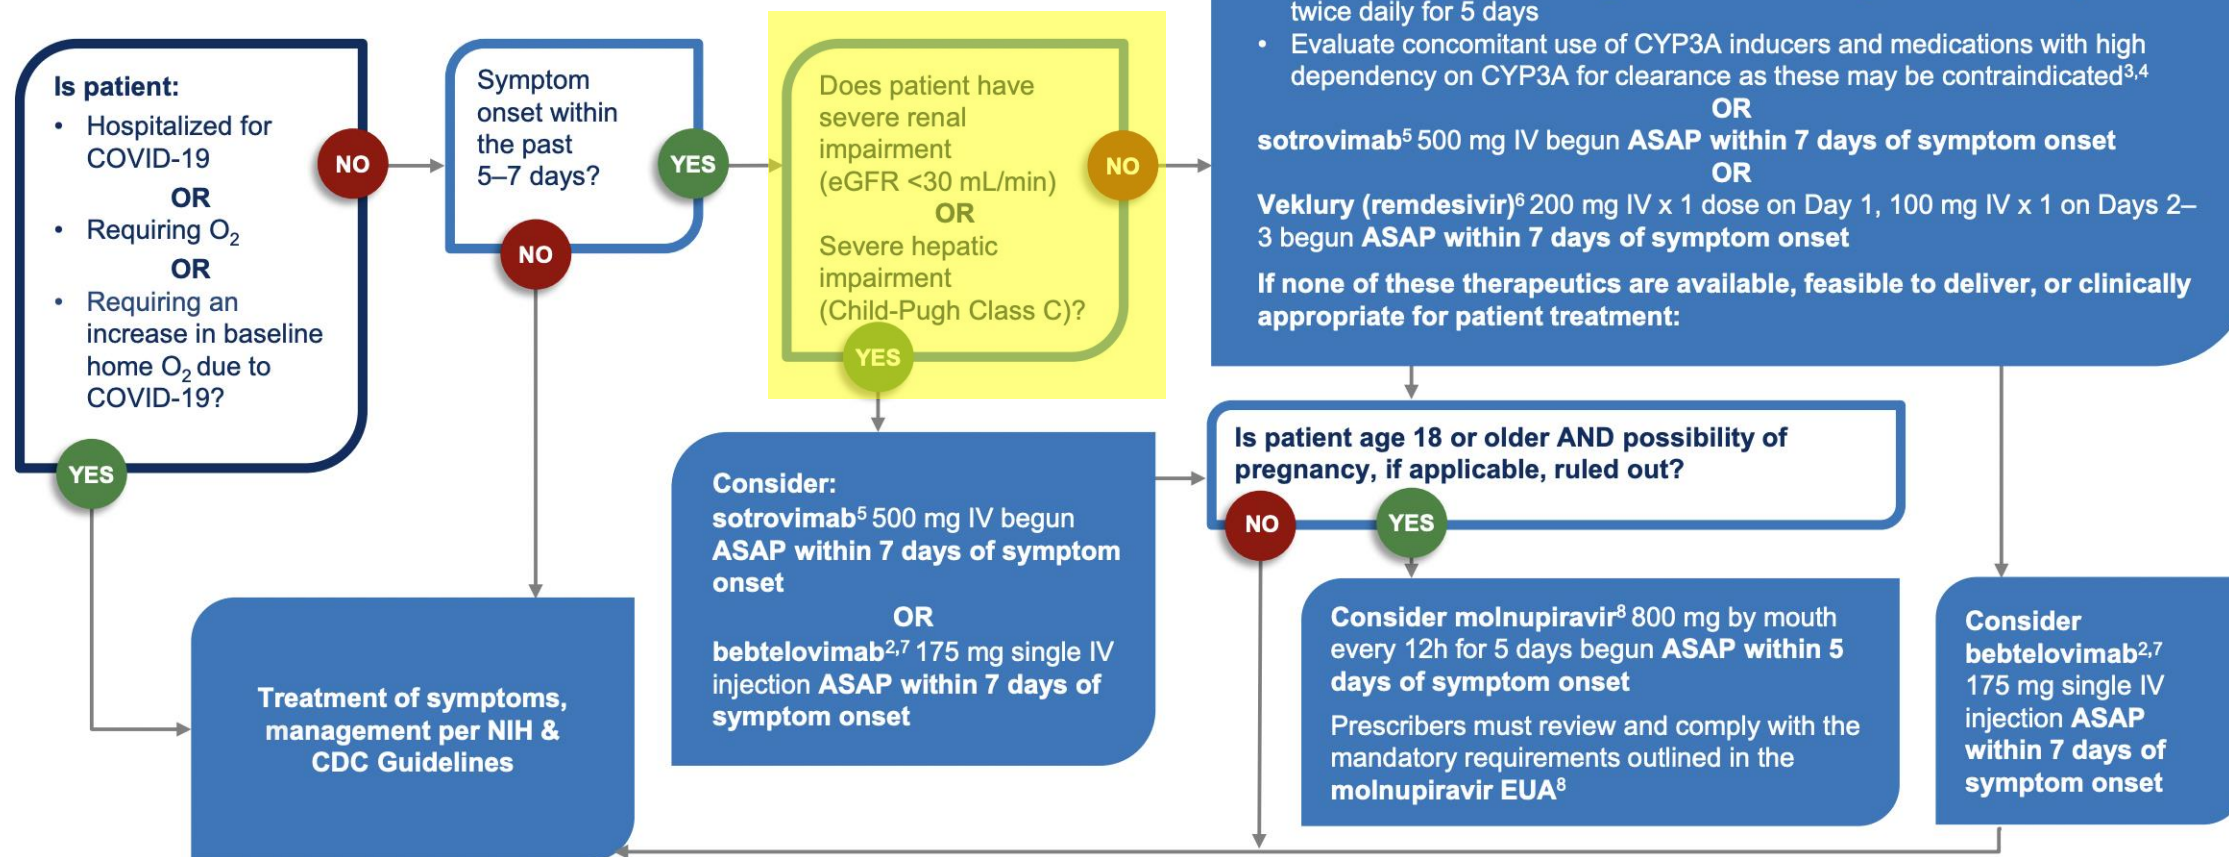 Is patient:
• Hospitalized for
COVID-19
OR
• Requiring O₂
OR
• Requiring an
increase in baseline
home O₂ due to
COVID-19?
NO
YES
Symptom
onset within
the past
5–7 days?
YES
NO
Does patient have
severe renal
impairment
(eGFR <30 mL/min)
OR
Severe hepatic
impairment
(Child-Pugh Class C)?
NO
YES
twice daily for 5 days
• Evaluate concomitant use of CYP3A inducers and medications with high
dependency on CYP3A for clearance as these may be contraindicated³,⁴
OR
sotrovimab⁵ 500 mg IV begun ASAP within 7 days of symptom onset
OR
Veklury (remdesivir)⁶ 200 mg IV x 1 dose on Day 1, 100 mg IV x 1 on Days 2–
3 begun ASAP within 7 days of symptom onset
If none of these therapeutics are available, feasible to deliver, or clinically
appropriate for patient treatment:
Consider:
sotrovimab⁵ 500 mg IV begun
ASAP within 7 days of symptom
onset
OR
bebtelovimab²,⁷ 175 mg single IV
injection ASAP within 7 days of
symptom onset
Is patient age 18 or older AND possibility of
pregnancy, if applicable, ruled out?
NO
YES
Treatment of symptoms,
management per NIH &
CDC Guidelines
Consider molnupiravir⁸ 800 mg by mouth
every 12h for 5 days begun ASAP within 5
days of symptom onset
Prescribers must review and comply with the
mandatory requirements outlined in the
molnupiravir EUA⁸
Consider
bebtelovimab²,⁷
175 mg single IV
injection ASAP
within 7 days of
symptom onset